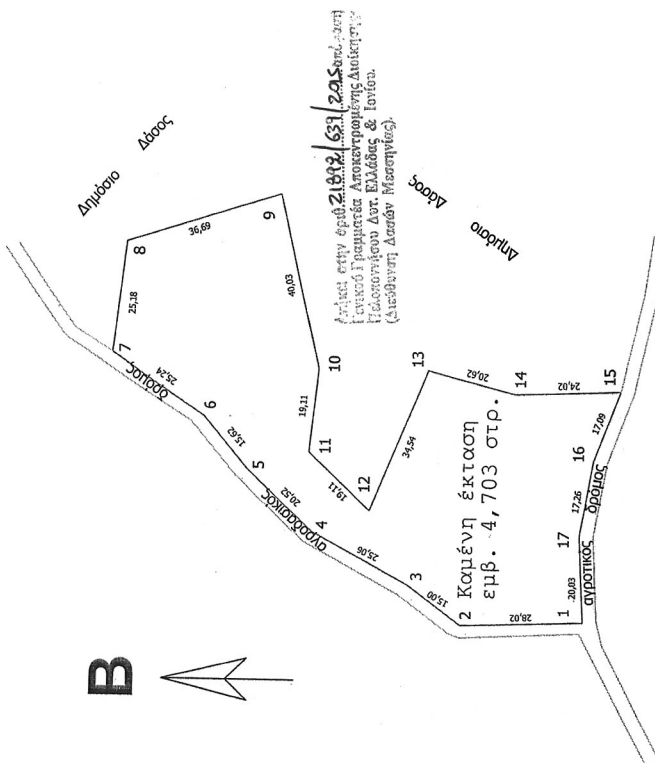 Δημόσιο Δάσος
8
9
36,69
25,18
7
40,03
Ανήκει στην αριθ. 21892/639/2015 απόφαση
Γενικού Γραμματέα Αποκεντρωμένης Διοίκησης
Πελοποννήσου Δυτ. Ελλάδας & Ιονίου.
(Διεύθυνση Δασών Μεσσηνίας).
Δημόσιο Δάσος
25,24
δρόμος
6
15,62
5
20,52
αγροδασικός
4
25,06
3
15,00
10
19,11
11
19,11
12
34,54
13
20,62
14
24,02
15
17,09
16
17,26
17
20,03
1
28,02
2
Καμένη έκταση
εμβ. 4,703 στρ.
αγροτικος
δρόμος
Β